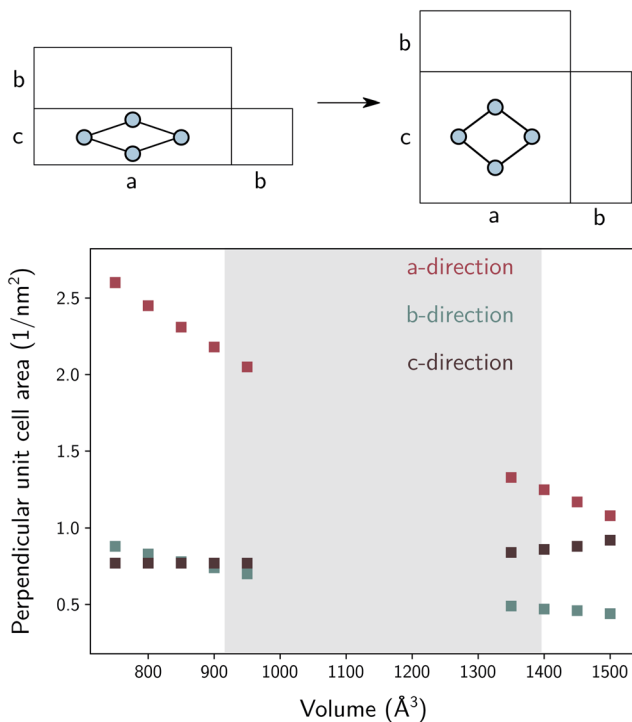 b
c
a
b
b
c
a
b
Perpendicular unit cell area (1/nm²)
2.5
2.0
1.5
1.0
0.5
a-direction
b-direction
c-direction
800 900 1000 1100 1200 1300 1400 1500
Volume (Å³)